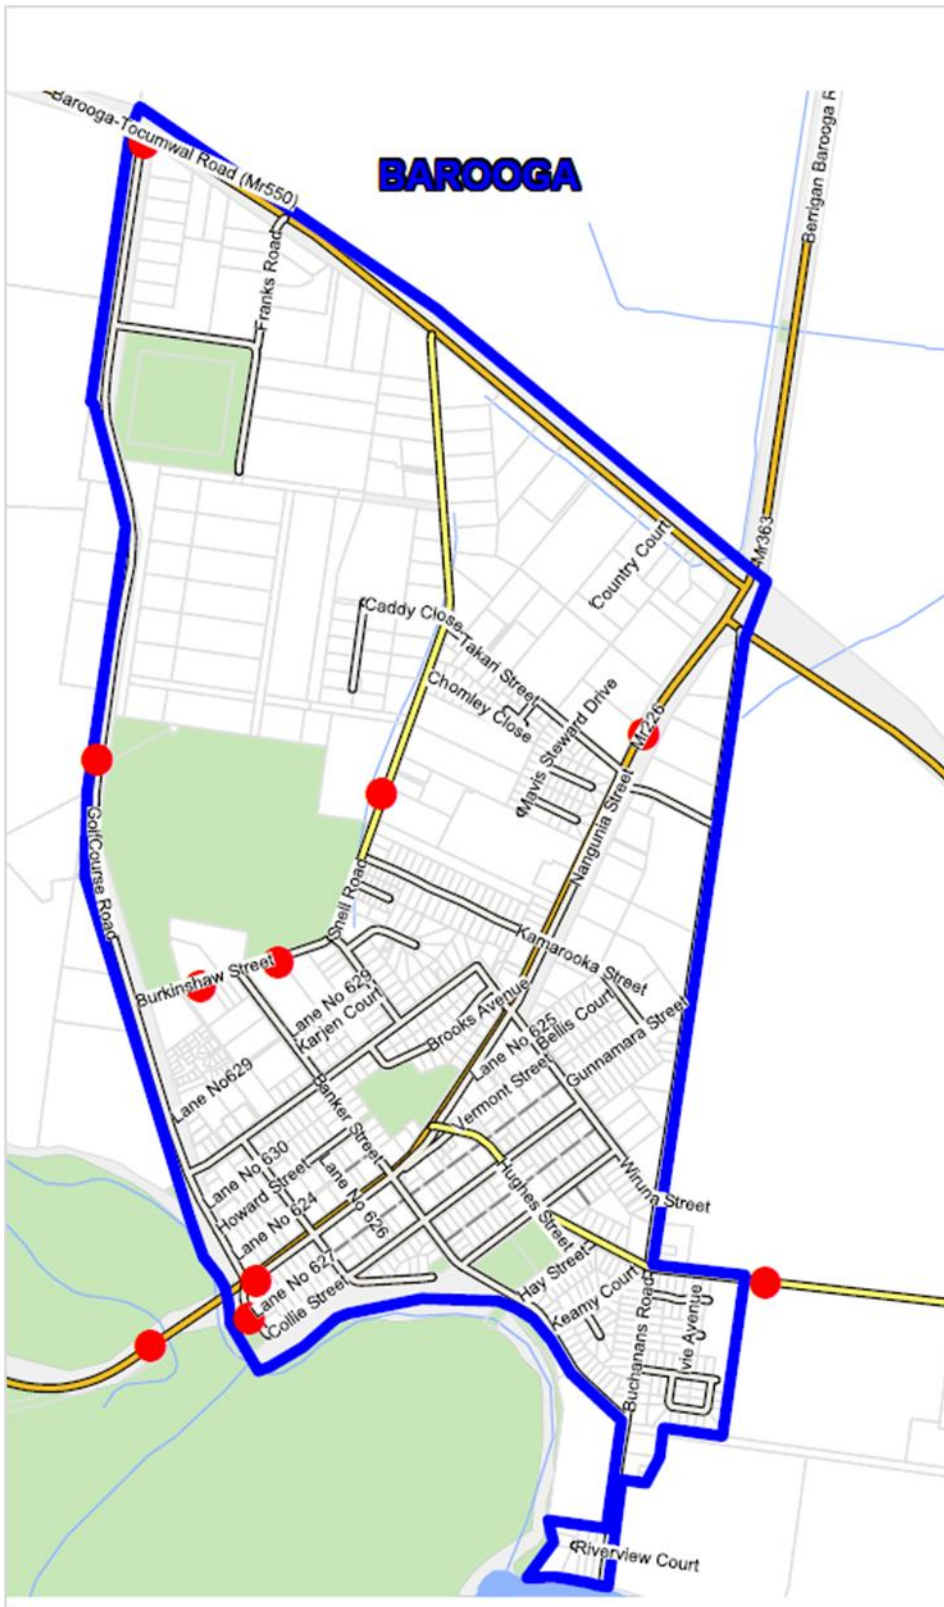 Barooga-Tocumwal Road (Mr550)
BAROOGA
Berrigan Barooga R
Franks Road
Mr363
Country Court
Caddy Close
Takari Street
Chomley Close
Mavis Steward Drive
Mr226
Nangunia Street
GolfCourse Road
Snell Road
Kamarooka Street
Burkinshaw Street
Lane No 629
Karjen Court
Brooks Avenue
Lane No 625
Bellis Court
Gunnamara Street
Lane No629
Vermont Street
Banker Street
Lane No 630
Howard Street
Lane No 626
Lane No 624
Hughes Street
Wiruna Street
Lane No 627
Collie Street
Hay Street
Keamy Court
Buchanans Road
vie Avenue
Riverview Court